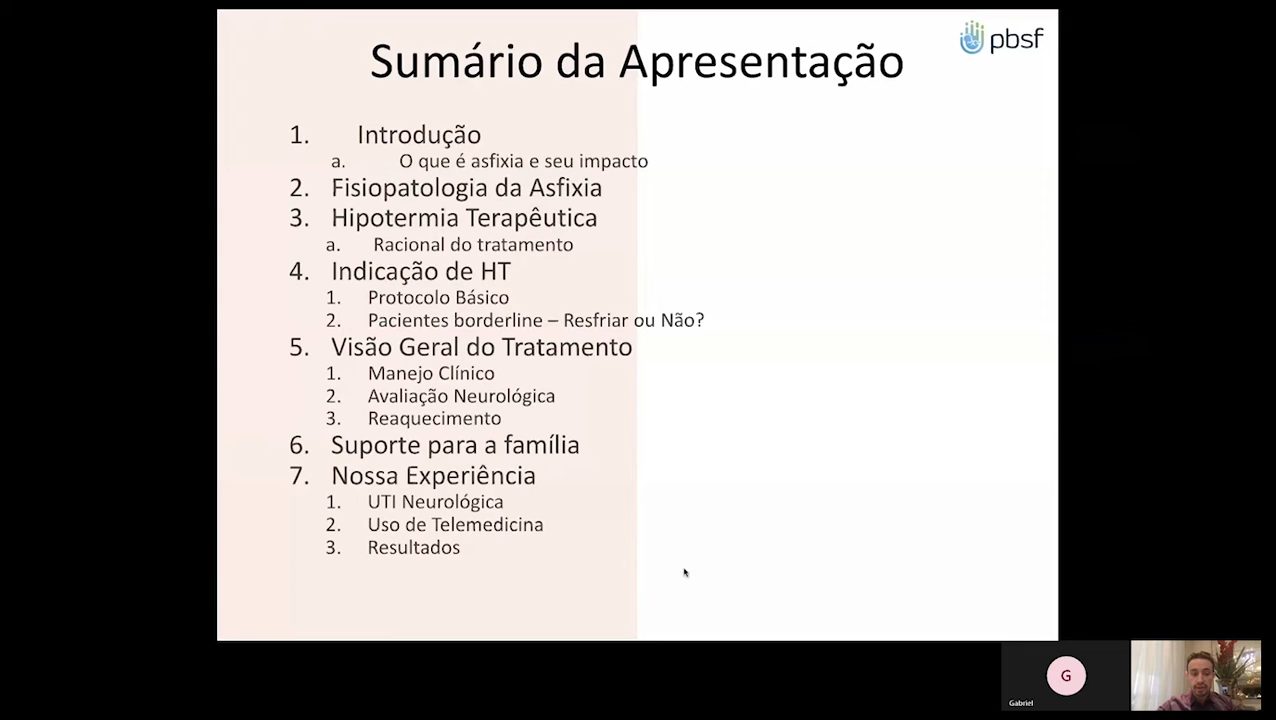 Sumário da Apresentação
pbsf
1. Introdução
a. O que é asfixia e seu impacto
2. Fisiopatologia da Asfixia
3. Hipotermia Terapêutica
a. Racional do tratamento
4. Indicação de HT
1. Protocolo Básico
2. Pacientes borderline – Resfriar ou Não?
5. Visão Geral do Tratamento
1. Manejo Clínico
2. Avaliação Neurológica
3. Reaquecimento
6. Suporte para a família
7. Nossa Experiência
1. UTI Neurológica
2. Uso de Telemedicina
3. Resultados
G
Gabriel